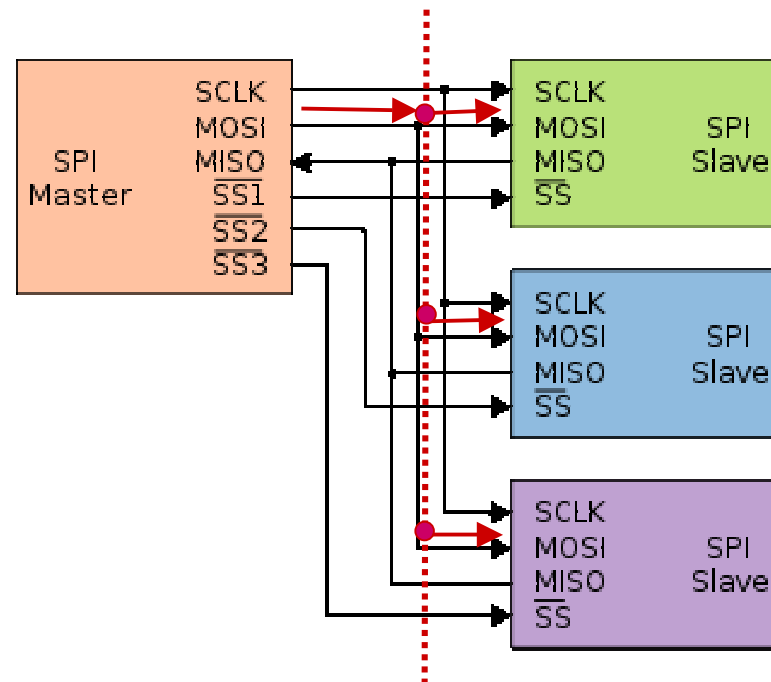 SCLK
MOSI
SPI MISO
Master SS1
SS2
SS3
SCLK
MOSI SPI
MISO Slave
SS
SCLK
MOSI SPI
MISO Slave
SS
SCLK
MOSI SPI
MISO Slave
SS